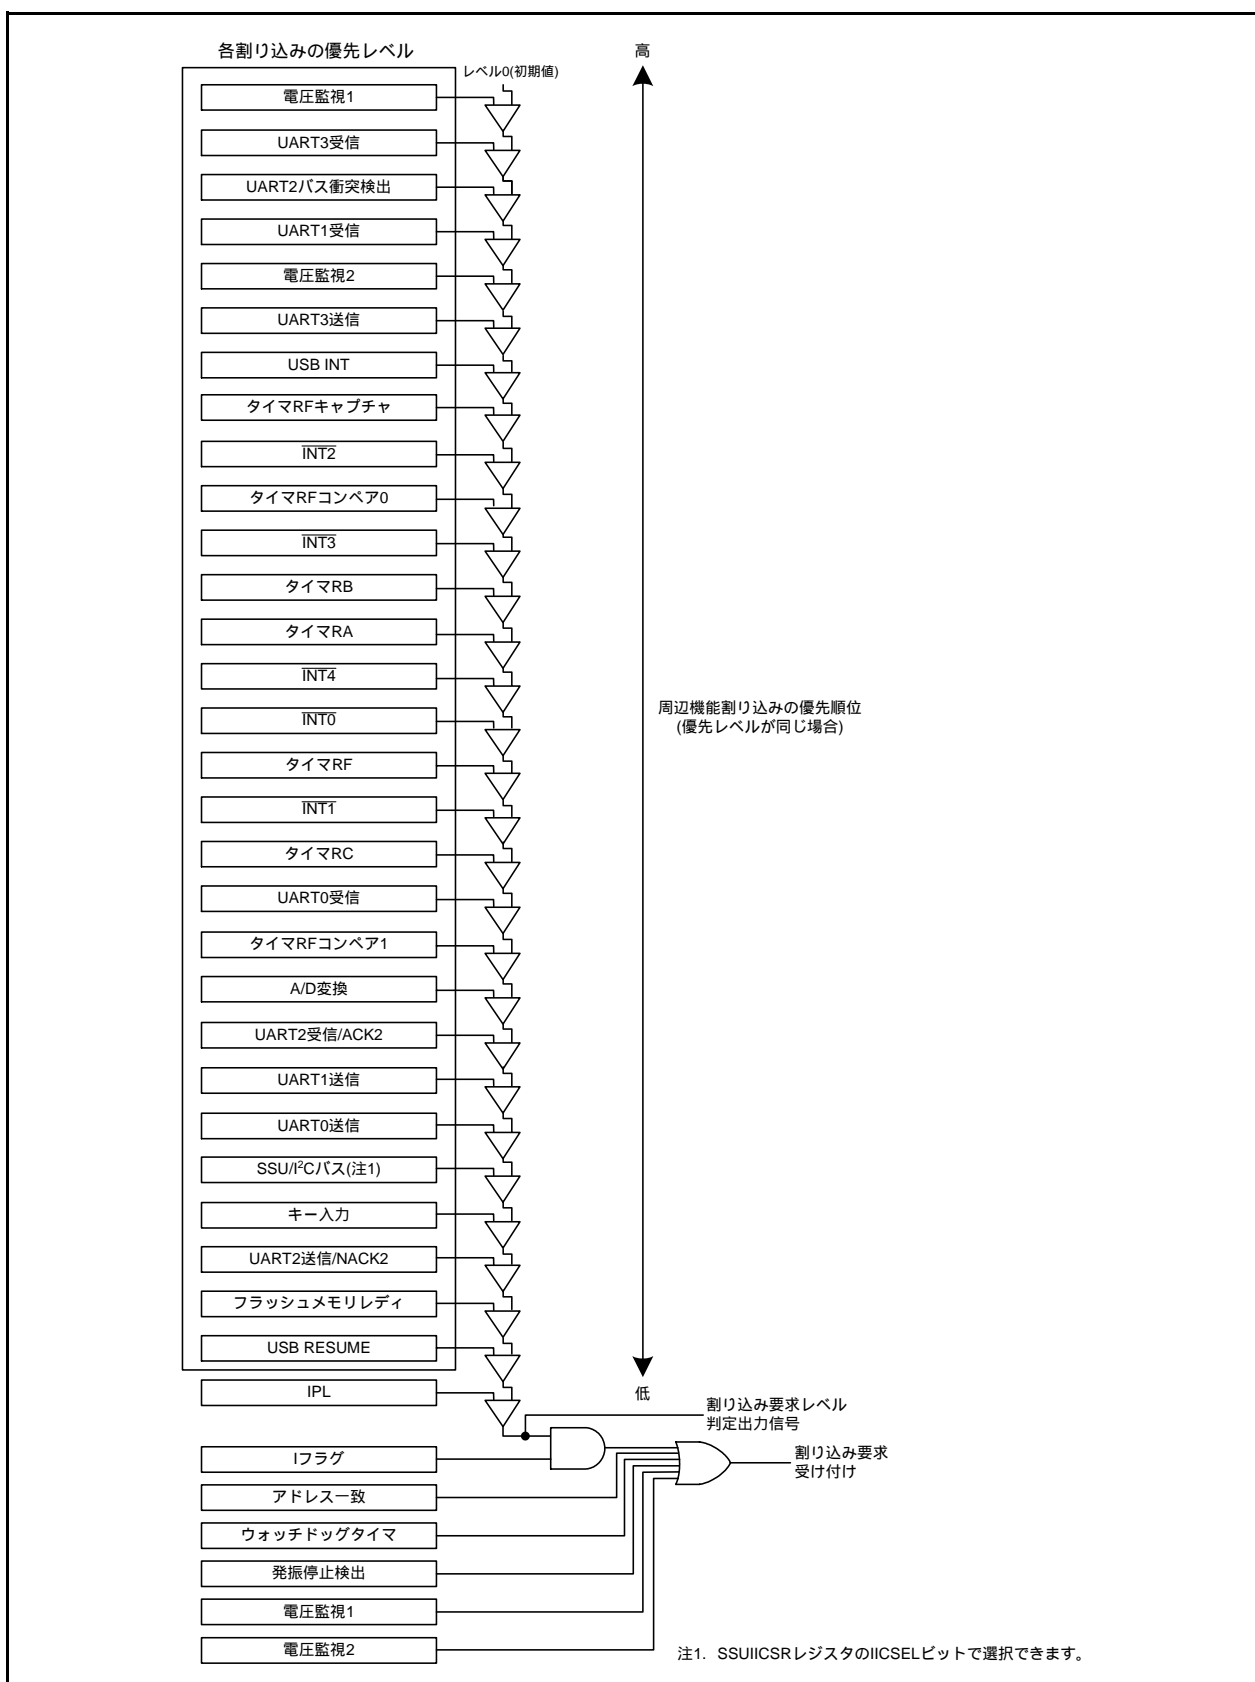 各割り込みの優先レベル
高
レベル0(初期値)
電圧監視1
UART3受信
UART2バス衝突検出
UART1受信
電圧監視2
UART3送信
USB INT
タイマRFキャプチャ
INT2
タイマRFコンペア0
INT3
タイマRB
タイマRA
INT4
INT0
タイマRF
INT1
タイマRC
UART0受信
タイマRFコンペア1
A/D変換
UART2受信/ACK2
UART1送信
UART0送信
SSU/I²Cバス(注1)
キー入力
UART2送信/NACK2
フラッシュメモリレディ
USB RESUME
IPL
周辺機能割り込みの優先順位
(優先レベルが同じ場合)
低
割り込み要求レベル
判定出力信号
Iフラグ
割り込み要求
受け付け
アドレス一致
ウォッチドッグタイマ
発振停止検出
電圧監視1
電圧監視2
注1. SSUIICSRレジスタのIICSELビットで選択できます。